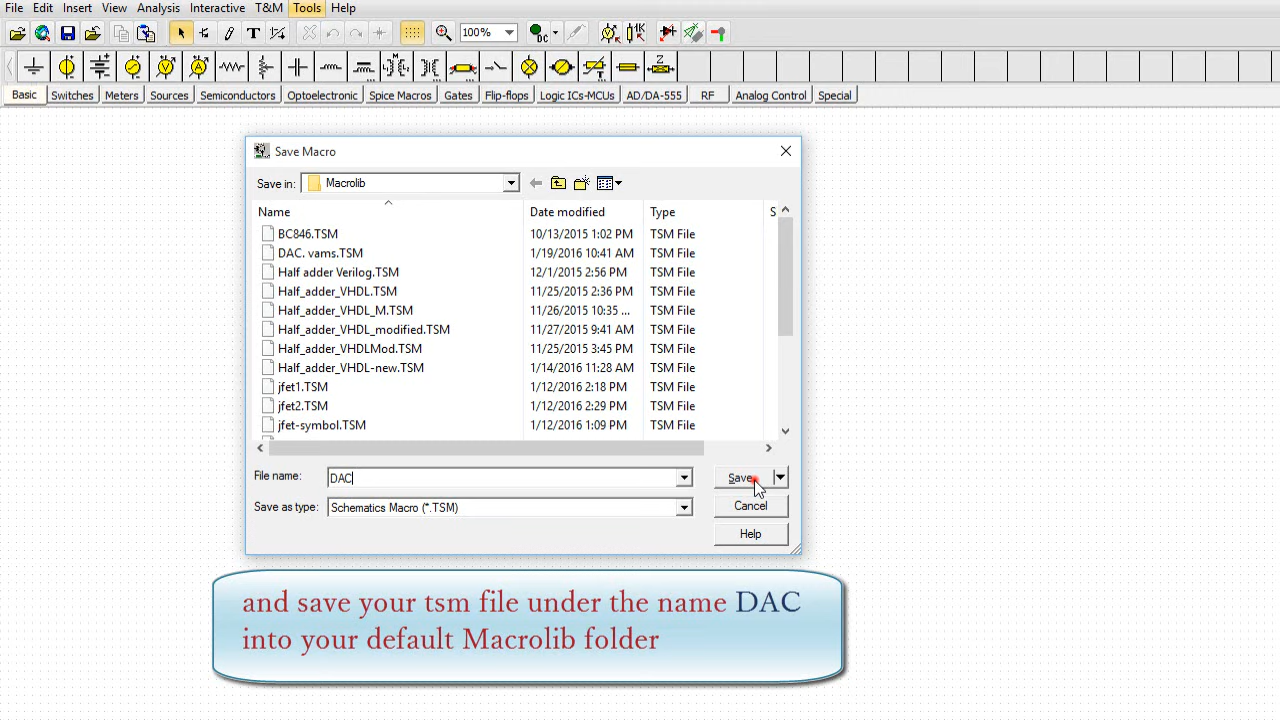 File Edit Insert View Analysis Interactive T&M Tools Help
100% DC 1K
Z
Basic Switches Meters Sources Semiconductors Optoelectronic Spice Macros Gates Flip-flops Logic ICs-MCUs AD/DA-555 RF Analog Control Special
Save Macro
Save in: Macrolib
Name Date modified Type S
BC846.TSM 10/13/2015 1:02 PM TSM File
DAC. vams.TSM 1/19/2016 10:41 AM TSM File
Half adder Verilog.TSM 12/1/2015 2:56 PM TSM File
Half_adder_VHDL.TSM 11/25/2015 2:36 PM TSM File
Half_adder_VHDL_M.TSM 11/26/2015 10:35 ... TSM File
Half_adder_VHDL_modified.TSM 11/27/2015 9:41 AM TSM File
Half_adder_VHDLMod.TSM 11/25/2015 3:45 PM TSM File
Half_adder_VHDL-new.TSM 1/14/2016 11:28 AM TSM File
jfet1.TSM 1/12/2016 2:18 PM TSM File
jfet2.TSM 1/12/2016 2:29 PM TSM File
jfet-symbol.TSM 1/12/2016 1:09 PM TSM File
File name: DAC Save
Save as type: Schematics Macro (*.TSM) Cancel
Help
and save your tsm file under the name DAC
into your default Macrolib folder